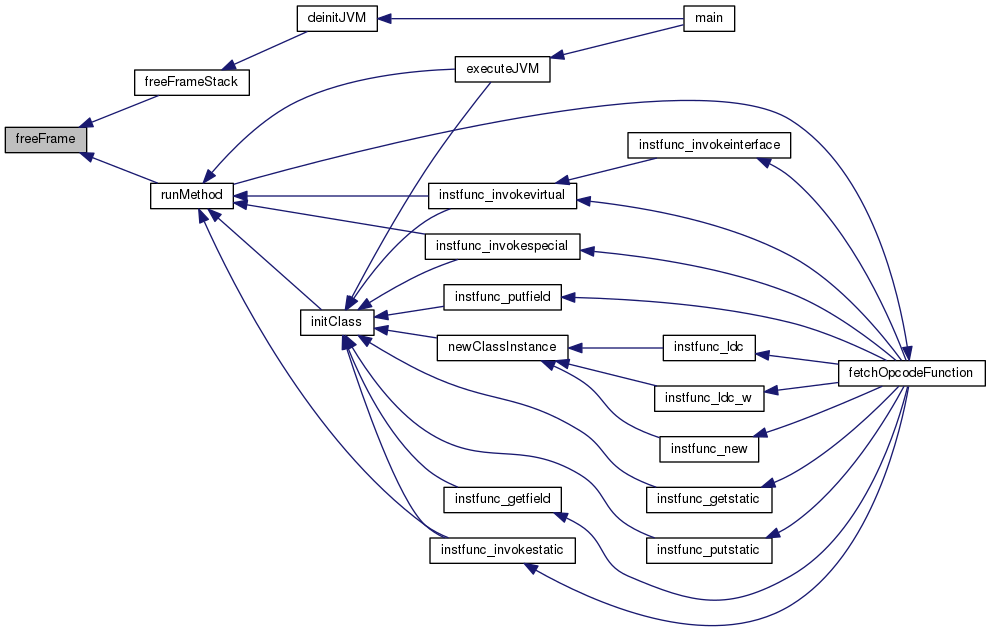 deinitJVM
main
executeJVM
freeFrameStack
freeFrame
instfunc_invokeinterface
runMethod
instfunc_invokevirtual
instfunc_invokespecial
instfunc_putfield
initClass
newClassInstance
instfunc_ldc
fetchOpcodeFunction
instfunc_ldc_w
instfunc_new
instfunc_getfield
instfunc_getstatic
instfunc_invokestatic
instfunc_putstatic